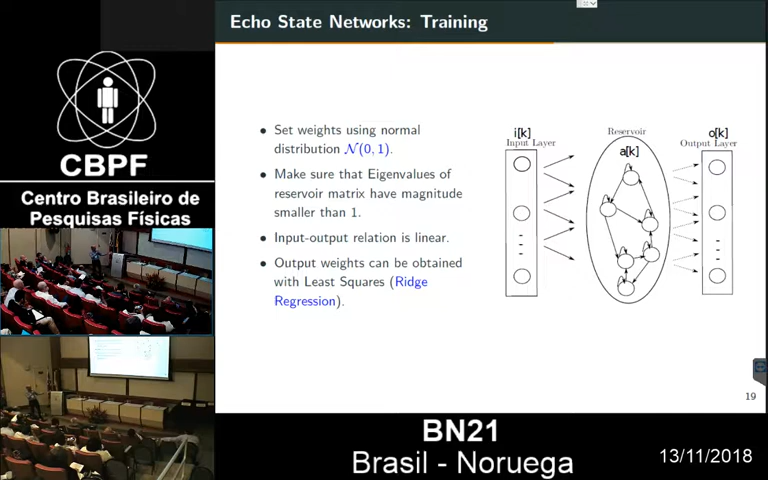 Echo State Networks: Training
CBPF
Centro Brasileiro de
Pesquisas Físicas
• Set weights using normal
distribution N(0, 1).
• Make sure that Eigenvalues of
reservoir matrix have magnitude
smaller than 1.
• Input-output relation is linear.
• Output weights can be obtained
with Least Squares (Ridge
Regression).
i[k]
Input Layer
Reservoir
a[k]
o[k]
Output Layer
19
BN21
Brasil - Noruega
13/11/2018